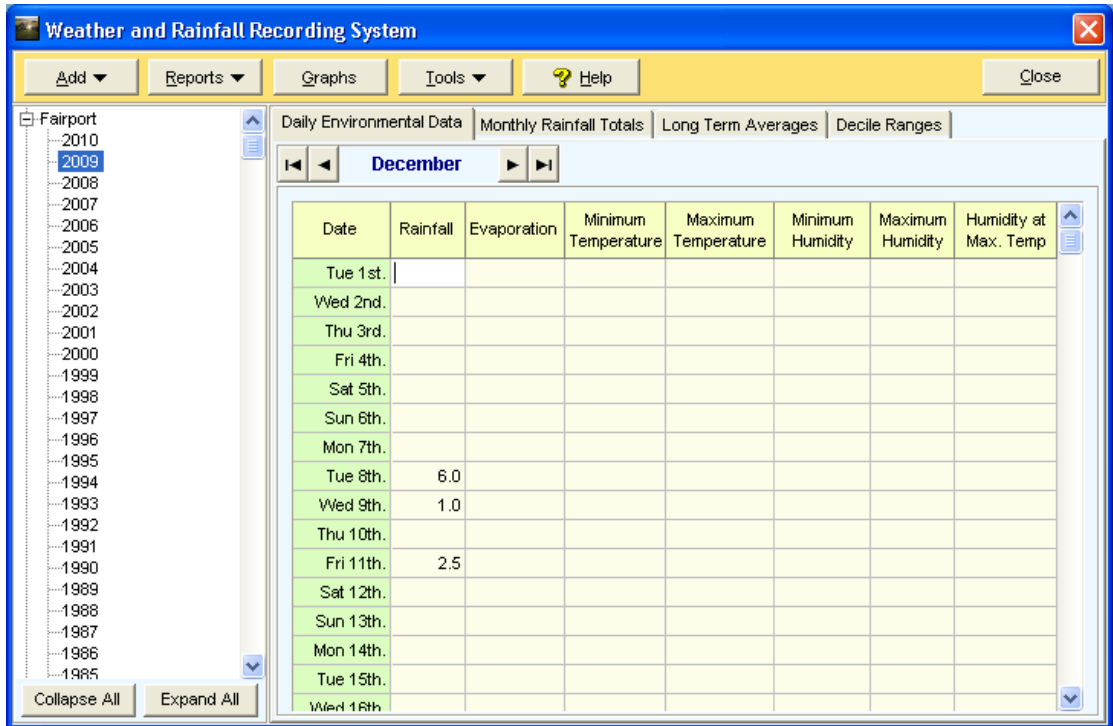 Weather and Rainfall Recording System
Add Reports Graphs Tools Help Close
Fairport
2010
2009
2008
2007
2006
2005
2004
2003
2002
2001
2000
1999
1998
1997
1996
1995
1994
1993
1992
1991
1990
1989
1988
1987
1986
1985
Collapse All Expand All
Daily Environmental Data Monthly Rainfall Totals Long Term Averages Decile Ranges
December
Date Rainfall Evaporation Minimum Temperature Maximum Temperature Minimum Humidity Maximum Humidity Humidity at Max. Temp
Tue 1st.
Wed 2nd.
Thu 3rd.
Fri 4th.
Sat 5th.
Sun 6th.
Mon 7th.
Tue 8th. 6.0
Wed 9th. 1.0
Thu 10th.
Fri 11th. 2.5
Sat 12th.
Sun 13th.
Mon 14th.
Tue 15th.
Wed 16th